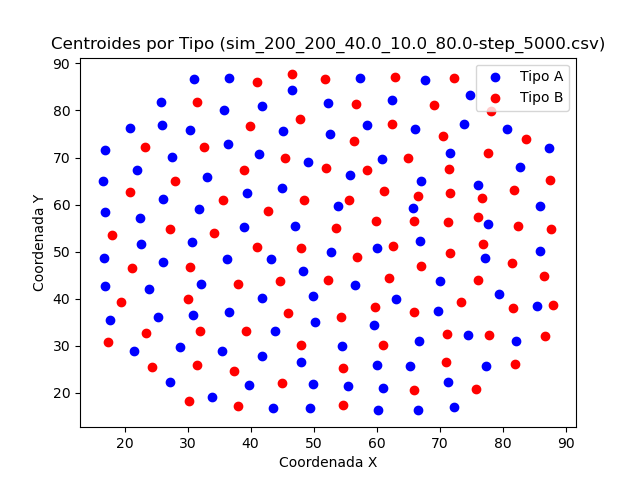 Centroides por Tipo (sim_200_200_40.0_10.0_80.0-step_5000.csv)
Tipo A
Tipo B
Coordenada Y
90
80
70
60
50
40
30
20
20 30 40 50 60 70 80 90
Coordenada X